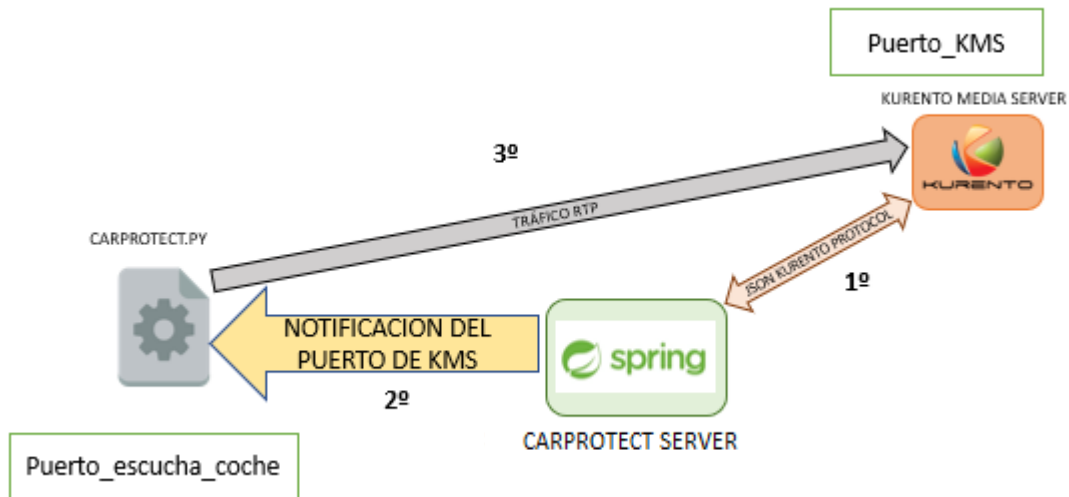 Puerto_KMS
KURENTO MEDIA SERVER
KURENTO
3º
TRÁFICO RTP
CARPROTECT.PY
JSON KURENTO PROTOCOL
1º
NOTIFICACION DEL
PUERTO DE KMS
2º
spring
CARPROTECT SERVER
Puerto_escucha_coche